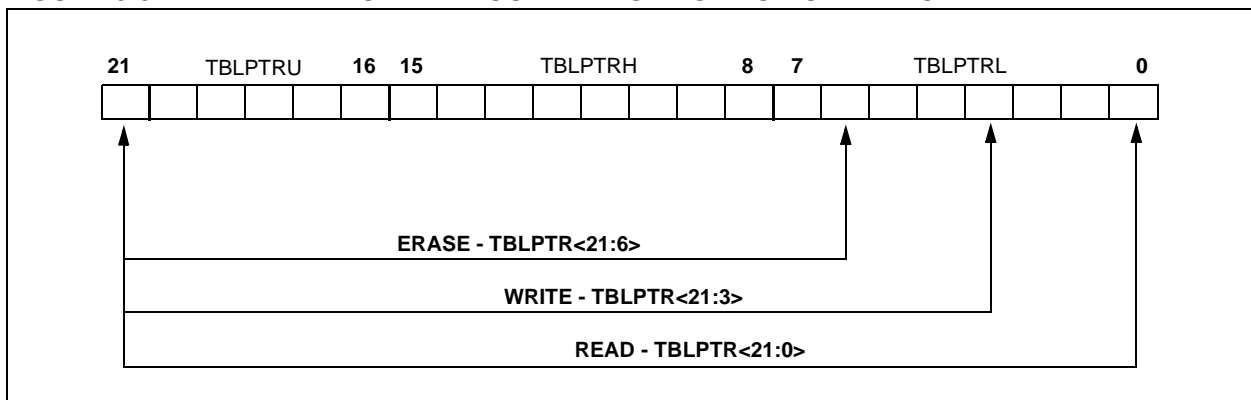 21 TBLPTRU 16 15 TBLPTRH 8 7 TBLPTRL 0
ERASE - TBLPTR<21:6>
WRITE - TBLPTR<21:3>
READ - TBLPTR<21:0>